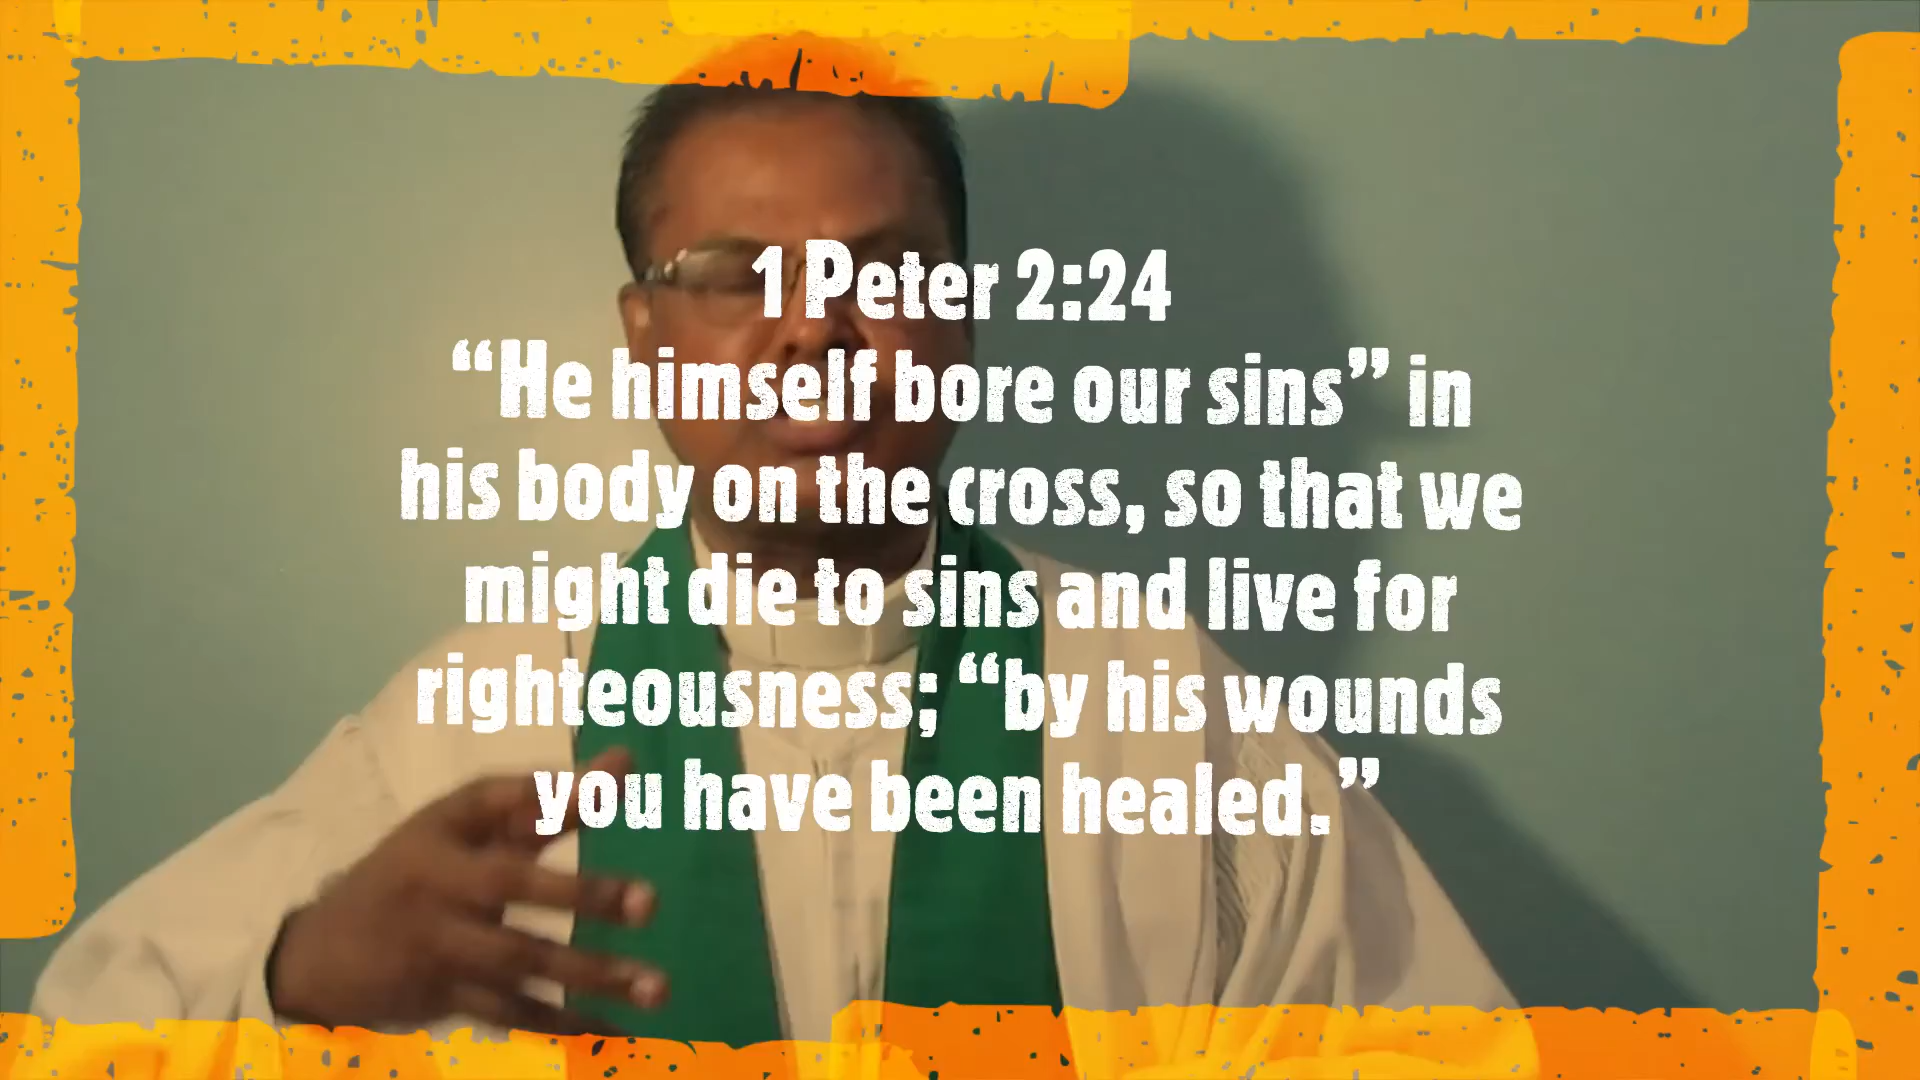 1 Peter 2:24
“He himself bore our sins” in
his body on the cross, so that we
might die to sins and live for
righteousness; “by his wounds
you have been healed.”